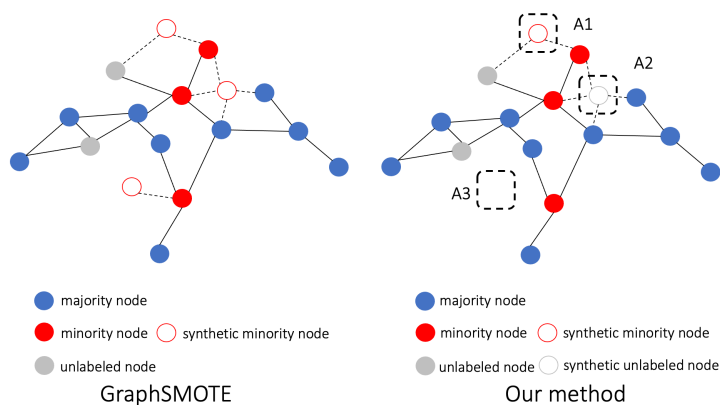 A1
A2
A3
majority node
minority node
synthetic minority node
unlabeled node
GraphSMOTE
majority node
minority node
synthetic minority node
unlabeled node
synthetic unlabeled node
Our method